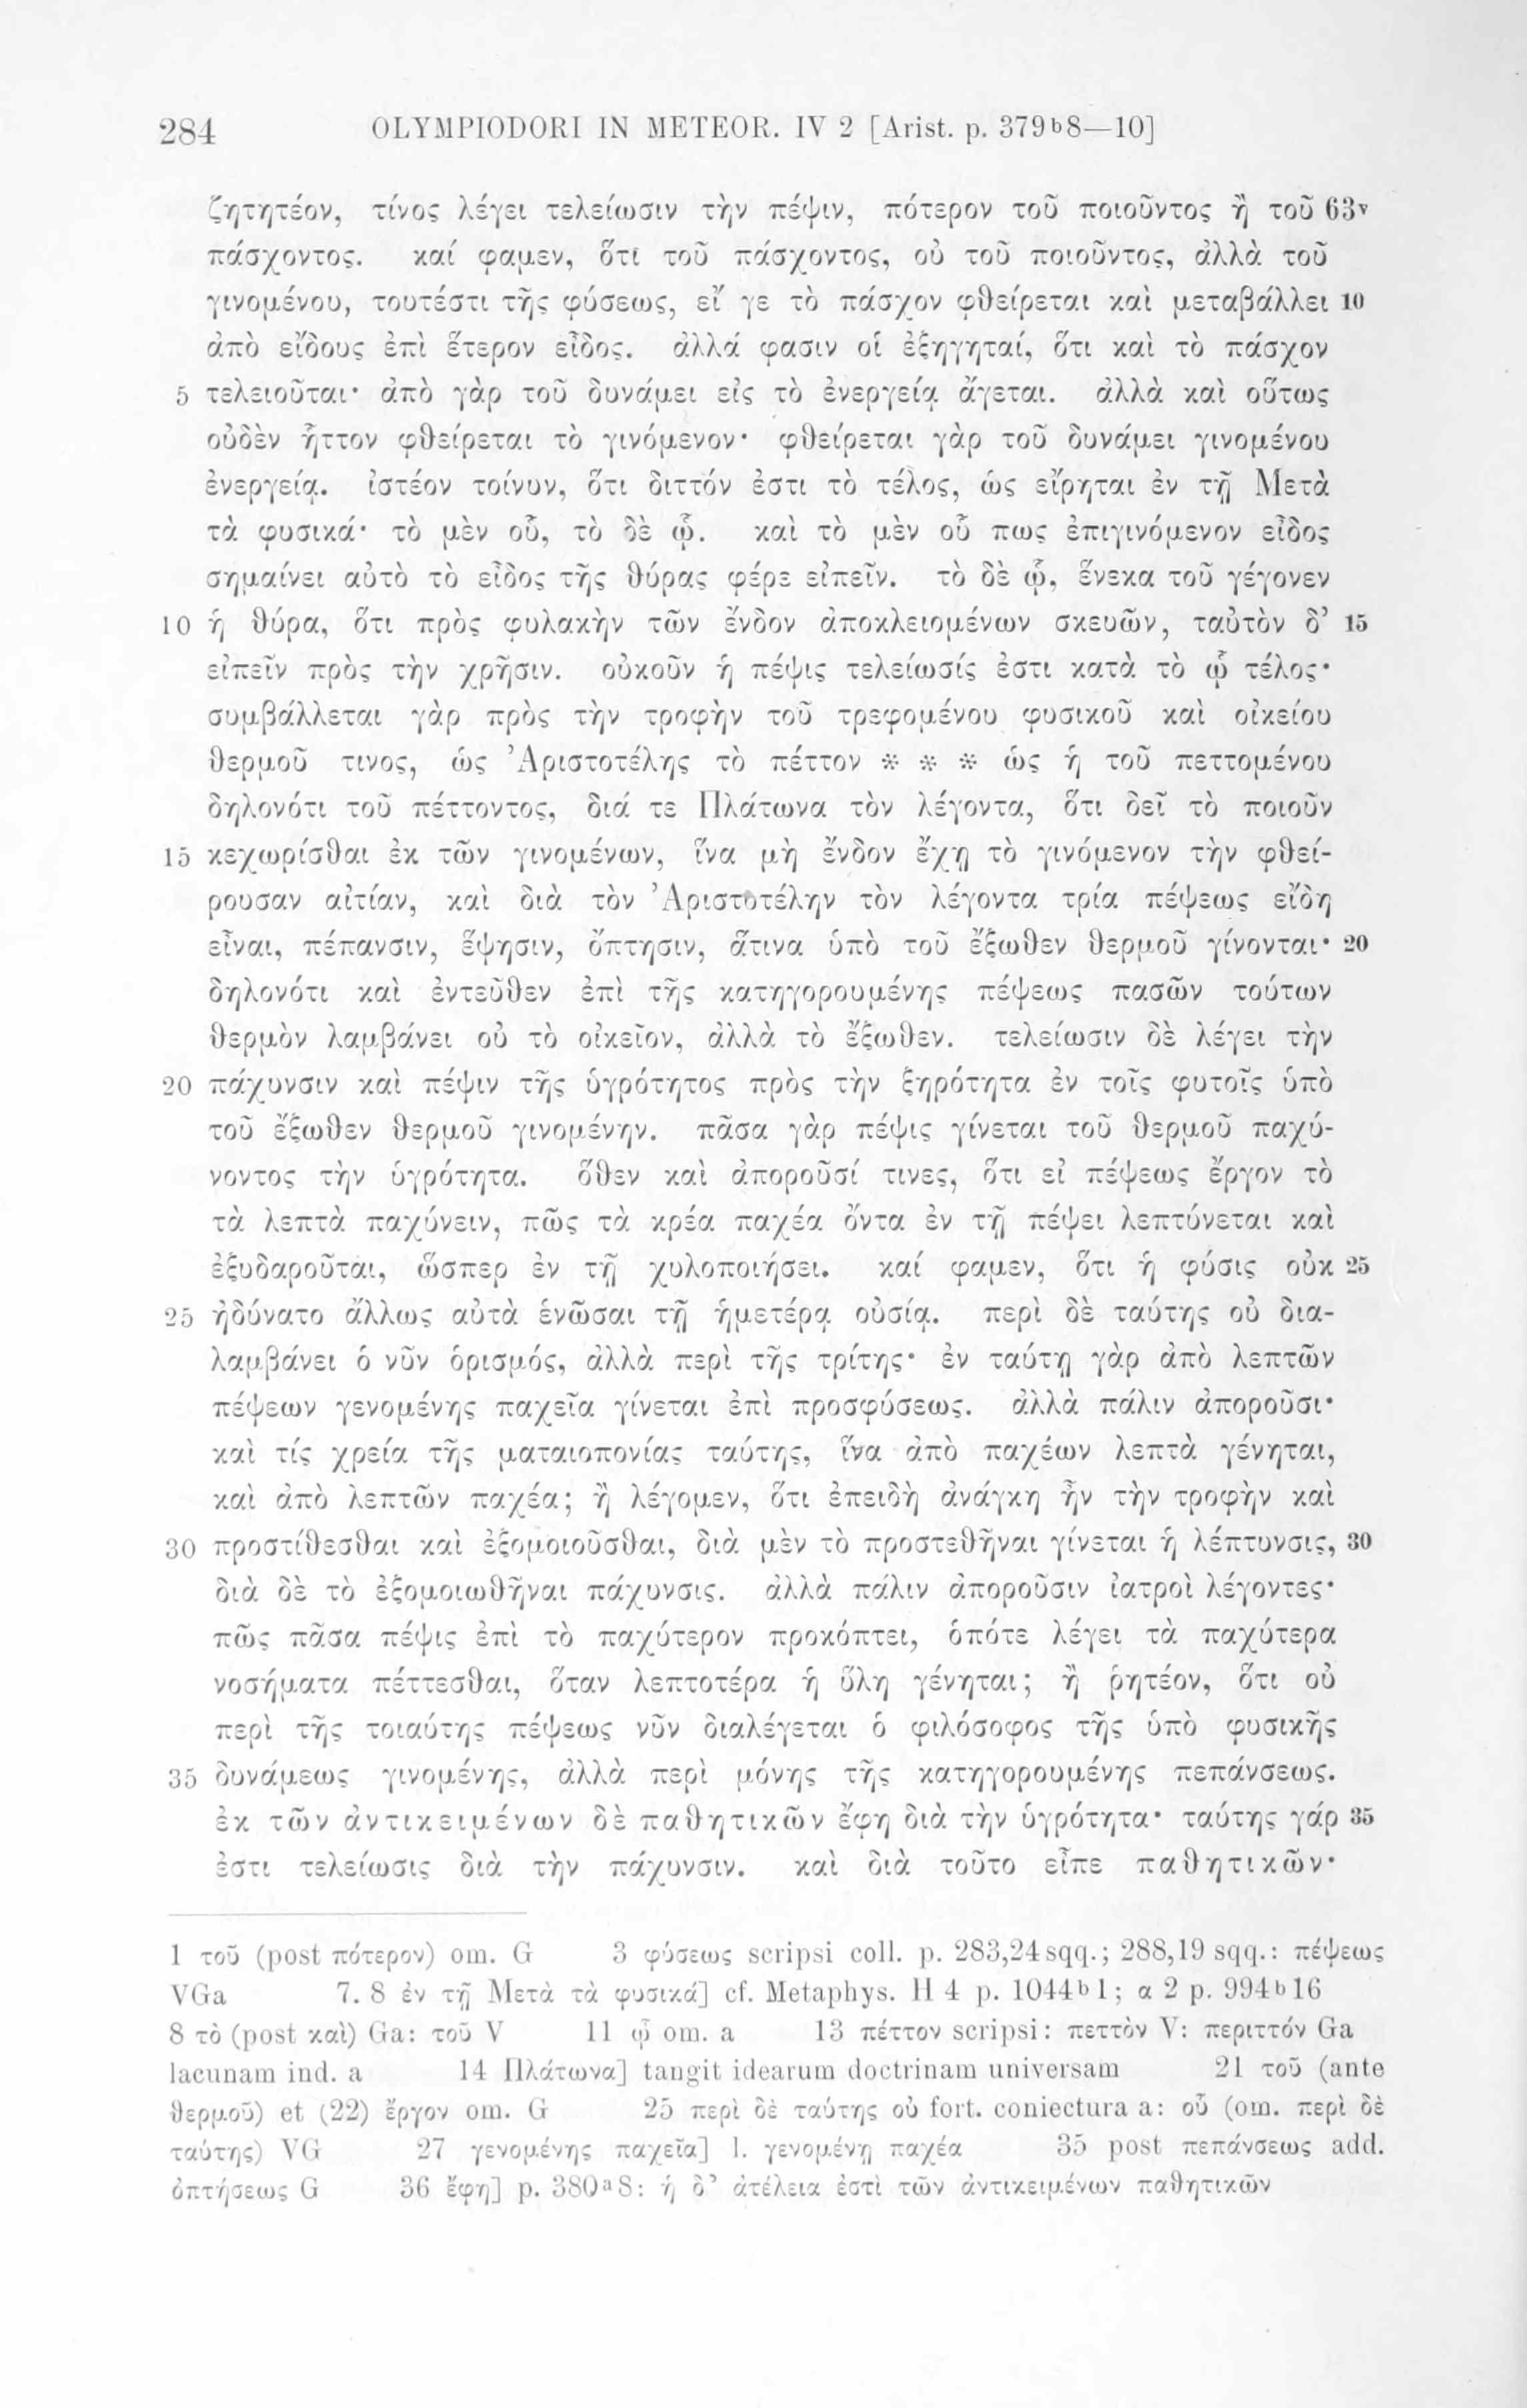 284 OLYMPIODORI IN METEOR. IV 2 [Arist. p. 379b8—10]
ζητητέον, τίνος λέγει τελείωσιν τὴν πέψιν, πότερον τοῦ ποιοῦντος ἢ τοῦ 63v
πάσχοντος. καί φαμεν, ὅτι τοῦ πάσχοντος, οὐ τοῦ ποιοῦντος, ἀλλὰ τοῦ
γινομένου, τουτέστι τῆς φύσεως, εἴ γε τὸ πάσχον φθείρεται καὶ μεταβάλλει 10
ἀπὸ εἴδους ἐπὶ ἕτερον εἶδος. ἀλλά φασιν οἱ ἐξηγηταί, ὅτι καὶ τὸ πάσχον
5 τελειοῦται· ἀπὸ γὰρ τοῦ δυνάμει εἰς τὸ ἐνεργείᾳ ἄγεται. ἀλλὰ καὶ οὕτως
οὐδὲν ἧττον φθείρεται τὸ γινόμενον· φθείρεται γὰρ τοῦ δυνάμει γινομένου
ἐνεργείᾳ. ἰστέον τοίνυν, ὅτι διττόν ἐστι τὸ τέλος, ὡς εἴρηται ἐν τῇ Μετὰ
τὰ φυσικά· τὸ μὲν οὗ, τὸ δὲ ᾧ. καὶ τὸ μὲν οὗ πως ἐπιγινόμενον εἶδος
σημαίνει αὐτὸ τὸ εἶδος τῆς θύρας φέρε εἰπεῖν. τὸ δὲ ᾧ, ἕνεκα τοῦ γέγονεν
10 ἡ θύρα, ὅτι πρὸς φυλακὴν τῶν ἔνδον ἀποκλειομένων σκευῶν, ταὐτὸν δ’ 15
εἰπεῖν πρὸς τὴν χρῆσιν. οὐκοῦν ἡ πέψις τελείωσίς ἐστι κατὰ τὸ ᾧ τέλος·
συμβάλλεται γὰρ πρὸς τὴν τροφὴν τοῦ τρεφομένου φυσικοῦ καὶ οἰκείου
θερμοῦ τινος, ὡς Ἀριστοτέλης τὸ πέττον * * * ὡς ἡ τοῦ πεττομένου
δηλονότι τοῦ πέττοντος, διά τε Πλάτωνα τὸν λέγοντα, ὅτι δεῖ τὸ ποιοῦν
15 κεχωρίσθαι ἐκ τῶν γινομένων, ἵνα μὴ ἔνδον ἔχῃ τὸ γινόμενον τὴν φθεί-
ρουσαν αἰτίαν, καὶ διὰ τὸν Ἀριστοτέλην τὸν λέγοντα τρία πέψεως εἴδη
εἶναι, πέπανσιν, ἕψησιν, ὄπτησιν, ἅτινα ὑπὸ τοῦ ἔξωθεν θερμοῦ γίνονται· 20
δηλονότι καὶ ἐντεῦθεν ἐπὶ τῆς κατηγορουμένης πέψεως πασῶν τούτων
θερμὸν λαμβάνει οὐ τὸ οἰκεῖον, ἀλλὰ τὸ ἔξωθεν. τελείωσιν δὲ λέγει τὴν
20 πάχυνσιν καὶ πέψιν τῆς ὑγρότητος πρὸς τὴν ξηρότητα ἐν τοῖς φυτοῖς ὑπὸ
τοῦ ἔξωθεν θερμοῦ γινομένην. πᾶσα γὰρ πέψις γίνεται τοῦ θερμοῦ παχύ-
νοντος τὴν ὑγρότητα. ὅθεν καὶ ἀποροῦσί τινες, ὅτι εἰ πέψεως ἔργον τὸ
τὰ λεπτὰ παχύνειν, πῶς τὰ κρέα παχέα ὄντα ἐν τῇ πέψει λεπτύνεται καὶ
ἐξυδαροῦται, ὥσπερ ἐν τῇ χυλοποιήσει. καί φαμεν, ὅτι ἡ φύσις οὐκ 25
25 ἠδύνατο ἄλλως αὐτὰ ἑνῶσαι τῇ ἡμετέρᾳ οὐσίᾳ. περὶ δὲ ταύτης οὐ δια-
λαμβάνει ὁ νῦν ὁρισμός, ἀλλὰ περὶ τῆς τρίτης· ἐν ταύτῃ γὰρ ἀπὸ λεπτῶν
πέψεων γενομένης παχεῖα γίνεται ἐπὶ προσφύσεως. ἀλλὰ πάλιν ἀποροῦσι·
καὶ τίς χρεία τῆς ματαιοπονίας ταύτης, ἵνα ἀπὸ παχέων λεπτὰ γένηται,
καὶ ἀπὸ λεπτῶν παχέα; ἢ λέγομεν, ὅτι ἐπειδὴ ἀνάγκη ἦν τὴν τροφὴν καὶ
30 προστίθεσθαι καὶ ἐξομοιοῦσθαι, διὰ μὲν τὸ προστεθῆναι γίνεται ἡ λέπτυνσις, 30
διὰ δὲ τὸ ἐξομοιωθῆναι πάχυνσις. ἀλλὰ πάλιν ἀποροῦσιν ἰατροὶ λέγοντες·
πῶς πᾶσα πέψις ἐπὶ τὸ παχύτερον προκόπτει, ὁπότε λέγει τὰ παχύτερα
νοσήματα πέττεσθαι, ὅταν λεπτοτέρα ἡ ὕλη γένηται; ἢ ῥητέον, ὅτι οὐ
περὶ τῆς τοιαύτης πέψεως νῦν διαλέγεται ὁ φιλόσοφος τῆς ὑπὸ φυσικῆς
35 δυνάμεως γινομένης, ἀλλὰ περὶ μόνης τῆς κατηγορουμένης πεπάνσεως.
ἐκ τῶν ἀντικειμένων δὲ παθητικῶν ἔφη διὰ τὴν ὑγρότητα· ταύτης γάρ 35
ἐστι τελείωσις διὰ τὴν πάχυνσιν. καὶ διὰ τοῦτο εἶπε παθητικῶν·
1 τοῦ (post πότερον) om. G 3 φύσεως scripsi coll. p. 283,24 sqq.; 288,19 sqq.: πέψεως
VGa 7. 8 ἐν τῇ Μετὰ τὰ φυσικά] cf. Metaphys. H 4 p. 1044b1; α 2 p. 994b16
8 τὸ (post καὶ) Ga: τοῦ V 11 ᾧ om. a 13 πέττον scripsi: πεττὸν V: περιττόν Ga
lacunam ind. a 14 Πλάτωνα] tangit idearum doctrinam universam 21 τοῦ (ante
θερμοῦ) et (22) ἔργον om. G 25 περὶ δὲ ταύτης οὐ fort. coniectura a: οὗ (om. περὶ δὲ
ταύτης) VG 27 γενομένης παχεῖα] l. γενομένη παχέα 35 post πεπάνσεως add.
ὀπτήσεως G 36 ἔφη] p. 380a8: ἡ δ’ ἀτέλεια ἐστὶ τῶν ἀντικειμένων παθητικῶν